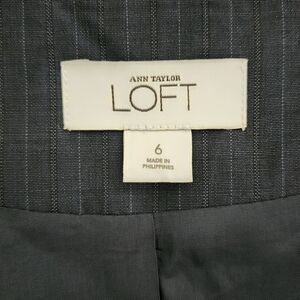 ANN TAYLOR
LOFT
6
MADE IN
PHILIPPINES